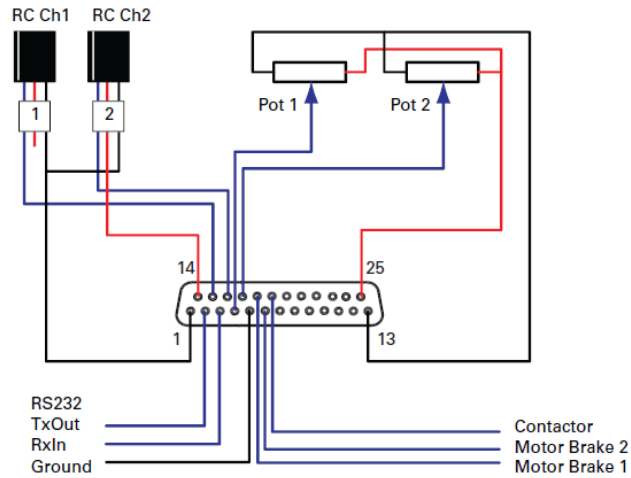 RC Ch1 RC Ch2
1 2
Pot 1 Pot 2
14 25
1 13
RS232
TxOut
RxIn
Ground
Contactor
Motor Brake 2
Motor Brake 1